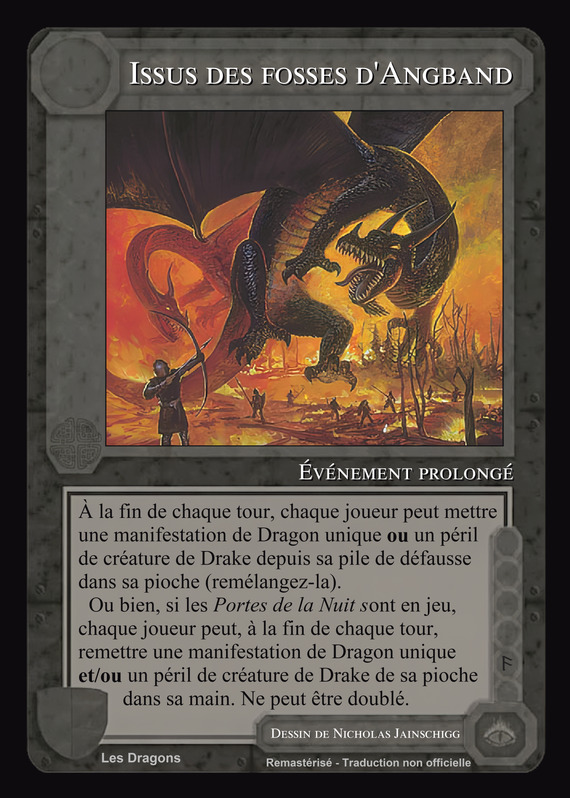 Issus des fosses d'Angband
Événement prolongé
À la fin de chaque tour, chaque joueur peut mettre
une manifestation de Dragon unique ou un péril
de créature de Drake depuis sa pile de défausse
dans sa pioche (remélangez-la).
Ou bien, si les Portes de la Nuit sont en jeu,
chaque joueur peut, à la fin de chaque tour,
remettre une manifestation de Dragon unique
et/ou un péril de créature de Drake de sa pioche
dans sa main. Ne peut être doublé.
Dessin de Nicholas Jainschigg
Les Dragons
Remastérisé - Traduction non officielle